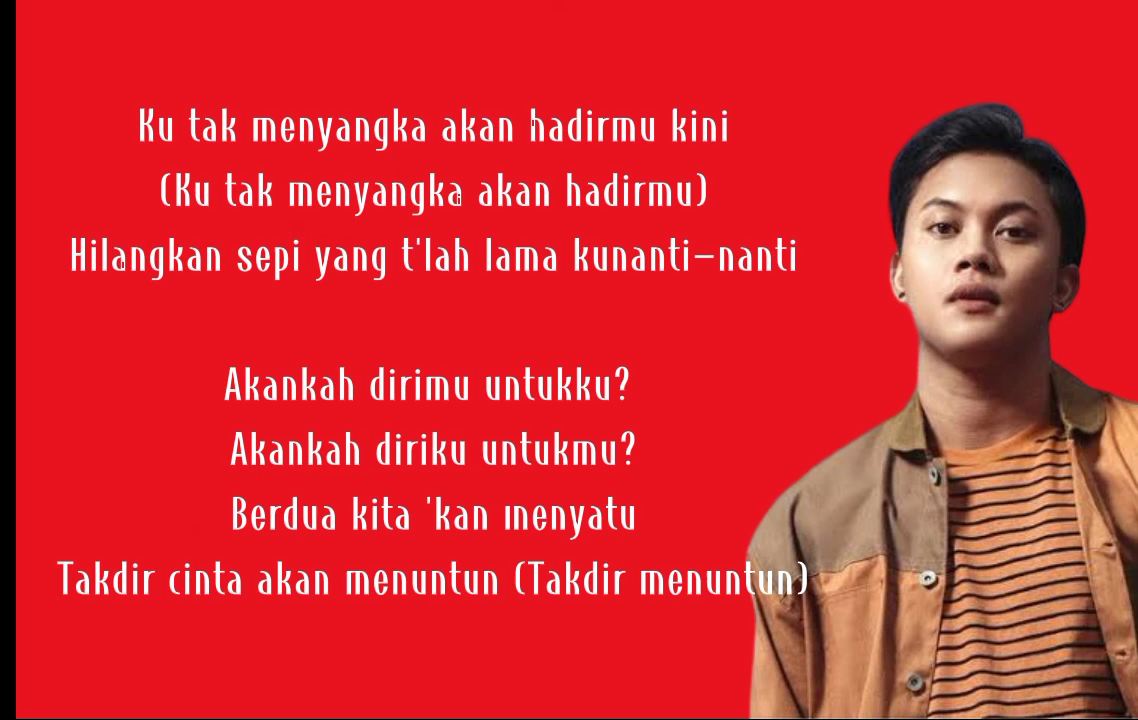 Ku tak menyangka akan hadirmu kini
(Ku tak menyangka akan hadirmu)
Hilangkan sepi yang t'lah lama kunanti-nanti
Akankah dirimu untukku?
Akankah diriku untukmu?
Berdua kita 'kan menyatu
Takdir cinta akan menuntun (Takdir menuntun)